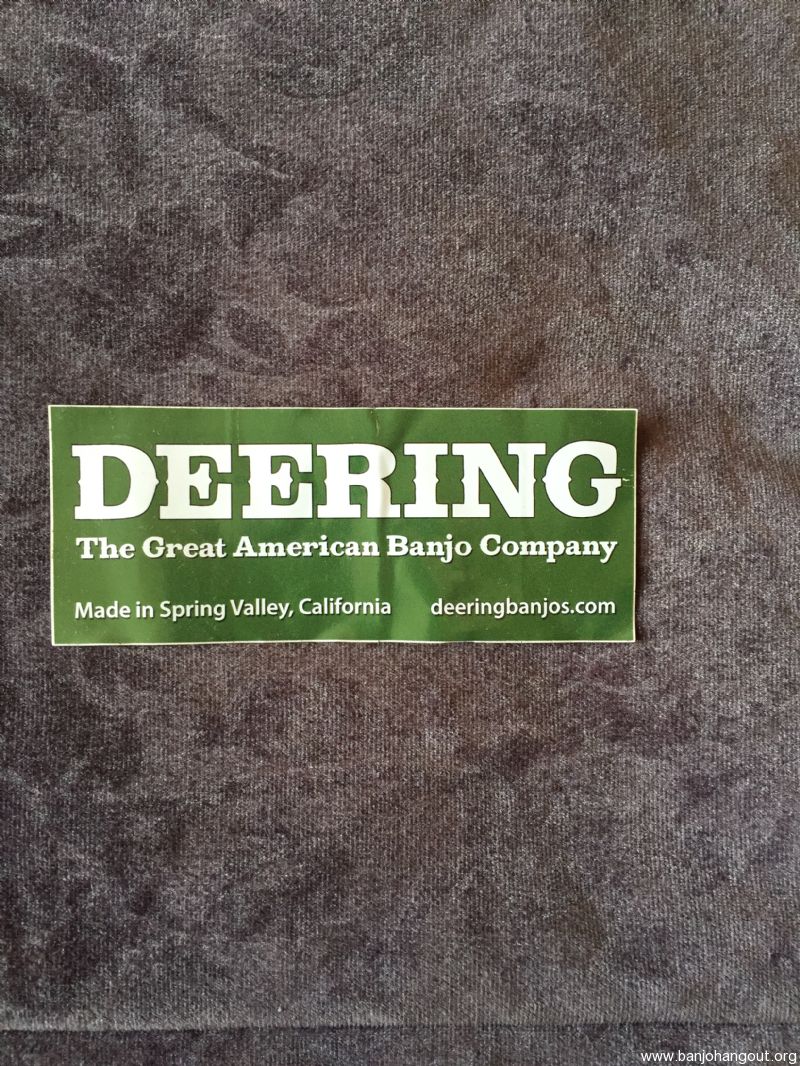 DEERING
The Great American Banjo Company
Made in Spring Valley, California deeringbanjos.com
www.banjohangout.org